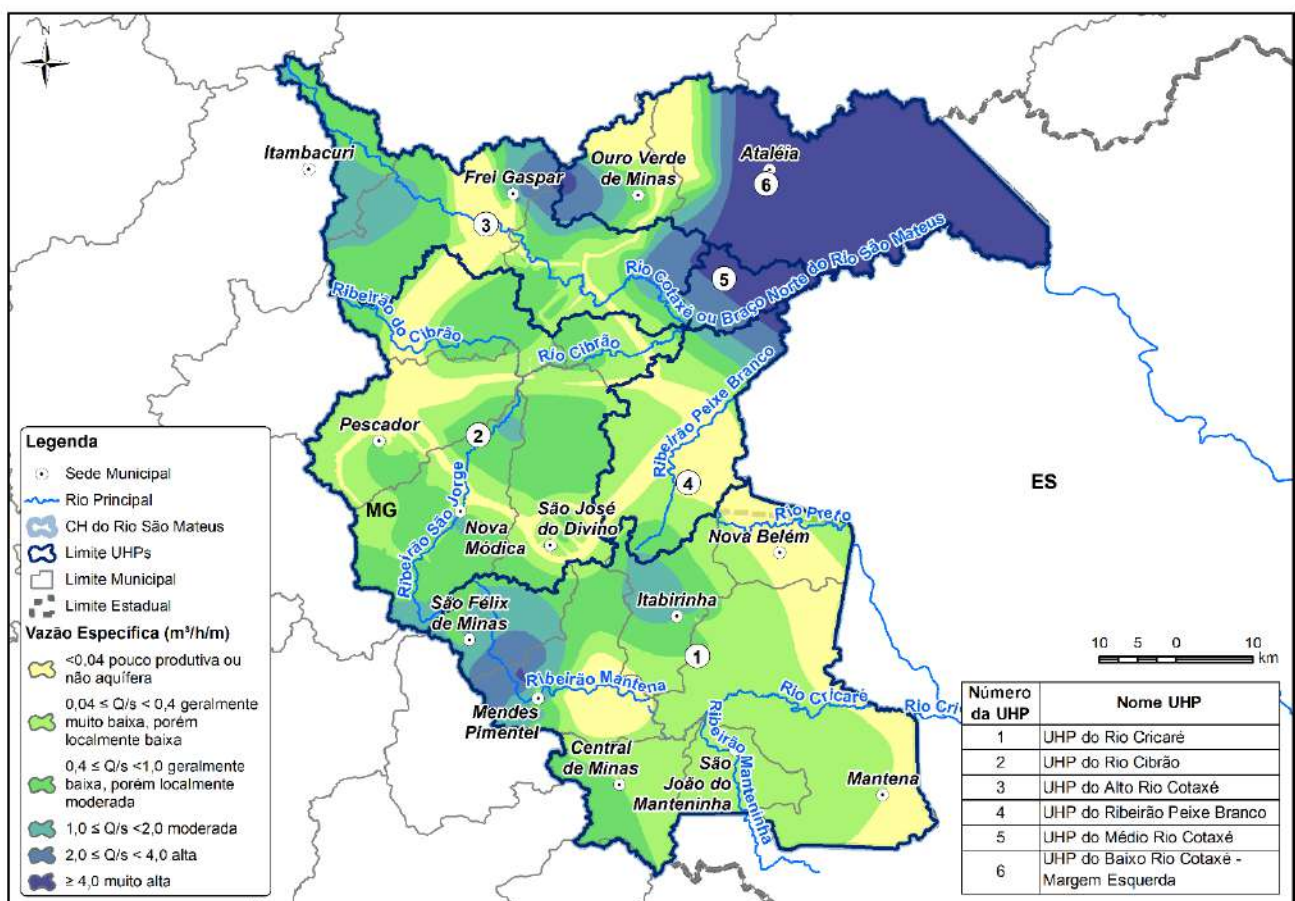 N
Itambacuri
Frei Gaspar
Ouro Verde
de Minas
Ataléia
6
3
5
Rio Cotaxé ou Braço Norte do Rio São Mateus
Ribeirão do Cibrão
Rio Cibrão
Ribeirão Peixe Branco
Pescador
2
4
ES
MG
Ribeirão São Jorge
Nova
Módica
São José
do Divino
Rio Preto
Nova Belém
São Félix
de Minas
Itabirinha
1
Ribeirão Mantena
Rio Cricaré
Rio Cri
Mendes
Pimentel
Central
de Minas
São
João do
Manteninha
Ribeirão Manteninha
Mantena
Legenda
Sede Municipal
Rio Principal
CH do Rio São Mateus
Limite UHPs
Limite Municipal
Limite Estadual
Vazão Específica (m³/h/m)
<0,04 pouco produtiva ou
não aquífera
0,04 ≤ Q/s < 0,4 geralmente
muito baixa, porém
localmente baixa
0,4 ≤ Q/s <1,0 geralmente
baixa, porém localmente
moderada
1,0 ≤ Q/s <2,0 moderada
2,0 ≤ Q/s < 4,0 alta
≥ 4,0 muito alta
10 5 0 10
km
Número da UHP Nome UHP
1 UHP do Rio Cricaré
2 UHP do Rio Cibrão
3 UHP do Alto Rio Cotaxé
4 UHP do Ribeirão Peixe Branco
5 UHP do Médio Rio Cotaxé
6 UHP do Baixo Rio Cotaxé -
Margem Esquerda